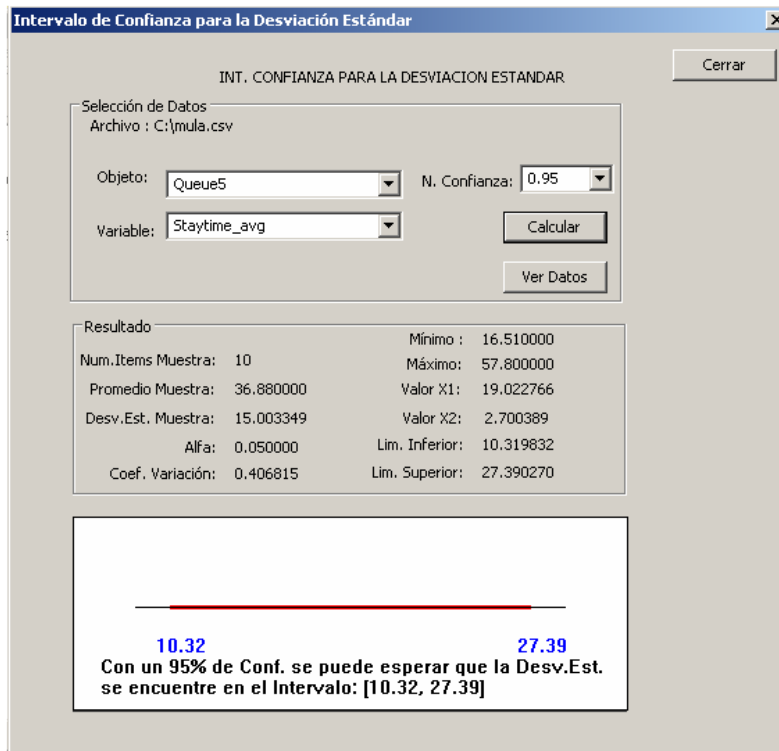 Intervalo de Confianza para la Desviación Estándar
Cerrar
INT. CONFIANZA PARA LA DESVIACION ESTANDAR
Selección de Datos
Archivo : C:\mula.csv
Objeto: Queue5 N. Confianza: 0.95
Variable: Staytime_avg Calcular
Ver Datos
Resultado
Mínimo : 16.510000
Num.Items Muestra: 10 Máximo: 57.800000
Promedio Muestra: 36.880000 Valor X1: 19.022766
Desv.Est. Muestra: 15.003349 Valor X2: 2.700389
Alfa: 0.050000 Lim. Inferior: 10.319832
Coef. Variación: 0.406815 Lim. Superior: 27.390270
10.32 27.39
Con un 95% de Conf. se puede esperar que la Desv.Est.
se encuentre en el Intervalo: [10.32, 27.39]